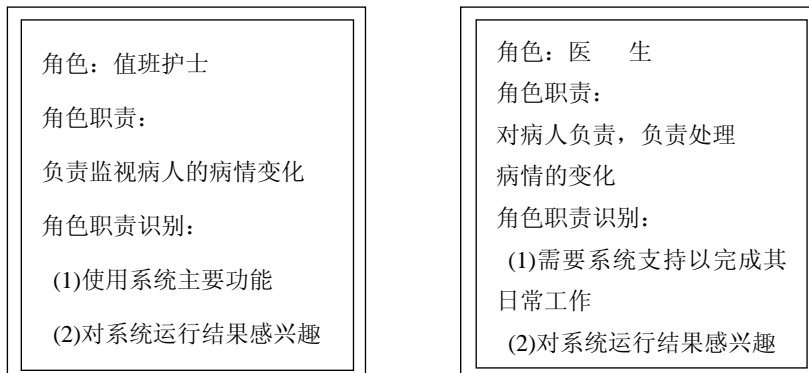 角色：值班护士
角色职责：
负责监视病人的病情变化
角色职责识别：
(1)使用系统主要功能
(2)对系统运行结果感兴趣
角色：医 生
角色职责：
对病人负责，负责处理
病情的变化
角色职责识别：
(1)需要系统支持以完成其
日常工作
(2)对系统运行结果感兴趣